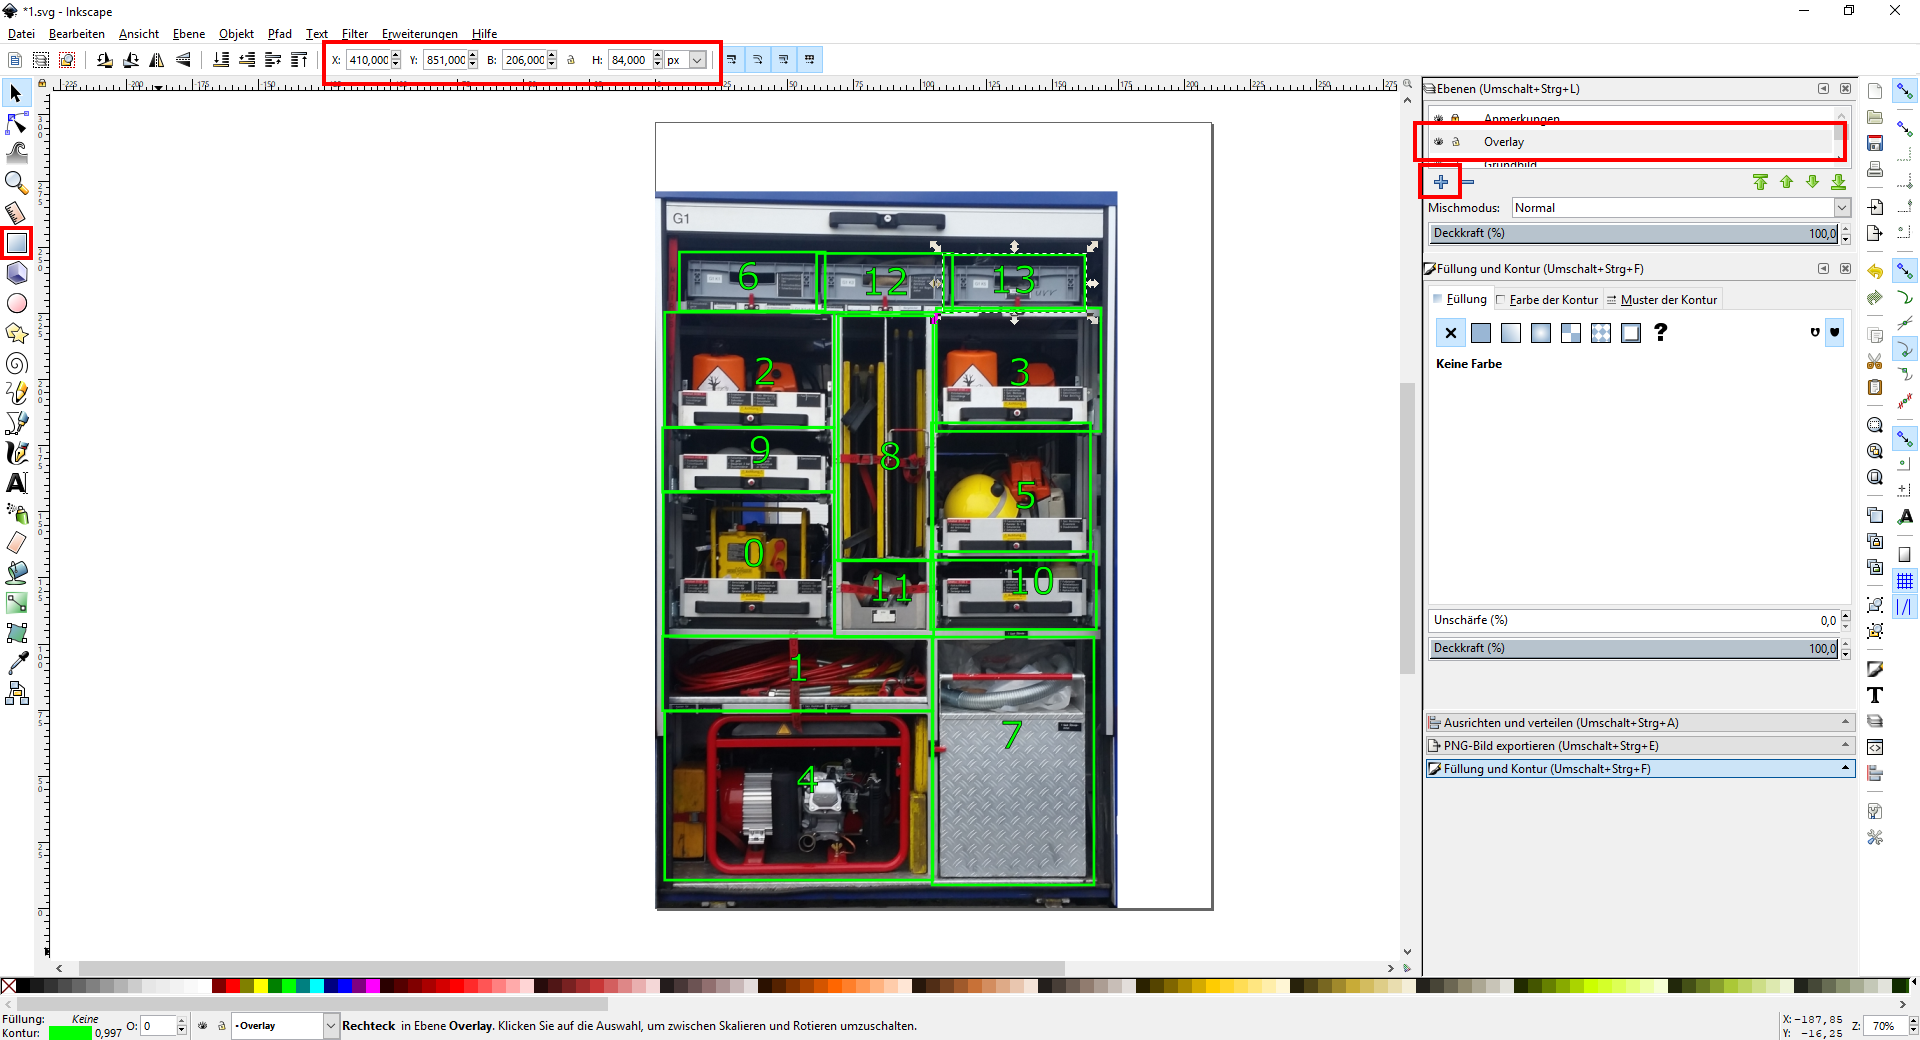 *1.svg - Inkscape
Datei Bearbeiten Ansicht Ebene Objekt Pfad Text Filter Erweiterungen Hilfe
X: 410,000 Y: 851,000 B: 206,000 H: 84,000 px
Ebenen (Umschalt+Strg+L)
Anmerkungen
Overlay
Grundbild
Mischmodus: Normal
Deckkraft (%) 100,0
Füllung und Kontur (Umschalt+Strg+F)
Füllung Farbe der Kontur Muster der Kontur
?
Keine Farbe
Unschärfe (%) 0,0
Deckkraft (%) 100,0
Ausrichten und verteilen (Umschalt+Strg+A)
PNG-Bild exportieren (Umschalt+Strg+E)
Füllung und Kontur (Umschalt+Strg+F)
G1
6 12 13
2 3
9 8
5
0 11 10
1
7
4
Füllung: Keine
Kontur: 0,997 O: 0
Overlay
Rechteck in Ebene Overlay. Klicken Sie auf die Auswahl, um zwischen Skalieren und Rotieren umzuschalten.
X: -187,85
Y: -16,25
Z: 70%